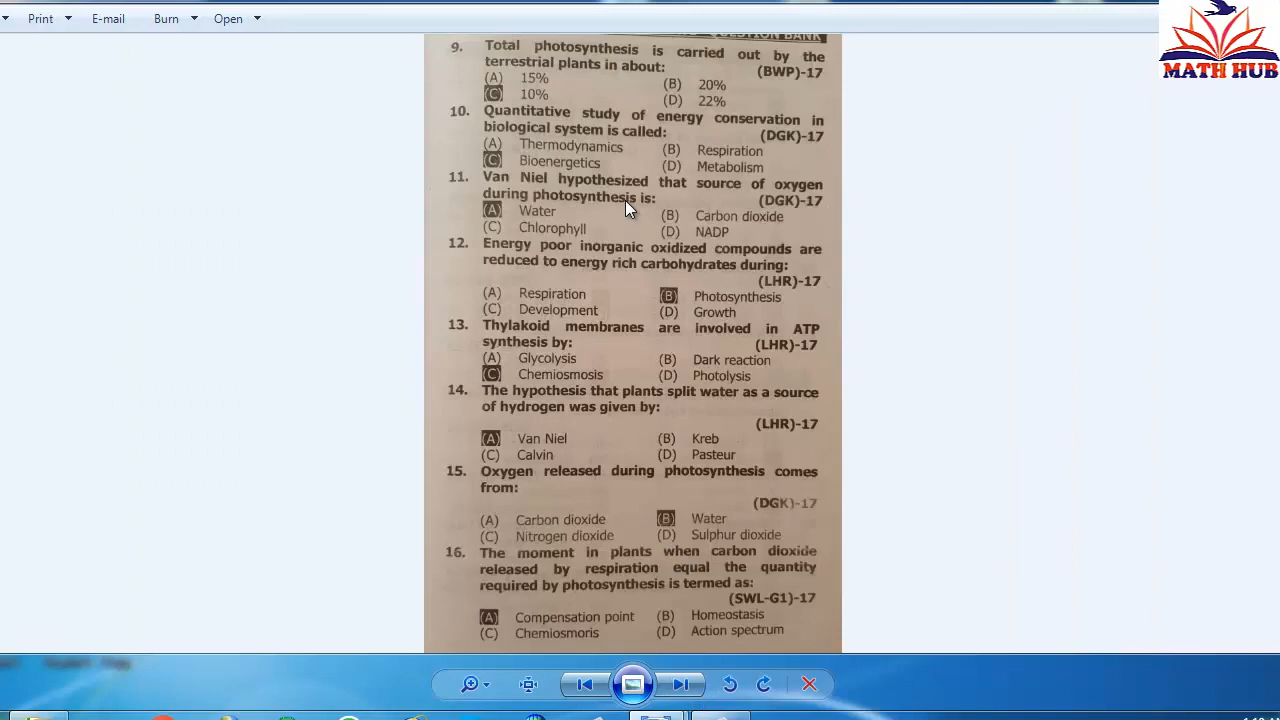 Print
E-mail
Burn
Open
MATH HUB
QUESTION BANK
9. Total photosynthesis is carried out by the
terrestrial plants in about: (BWP)-17
(A) 15% (B) 20%
(C) 10% (D) 22%
10. Quantitative study of energy conservation in
biological system is called: (DGK)-17
(A) Thermodynamics (B) Respiration
(C) Bioenergetics (D) Metabolism
11. Van Niel hypothesized that source of oxygen
during photosynthesis is: (DGK)-17
(A) Water (B) Carbon dioxide
(C) Chlorophyll (D) NADP
12. Energy poor inorganic oxidized compounds are
reduced to energy rich carbohydrates during:
(LHR)-17
(A) Respiration (B) Photosynthesis
(C) Development (D) Growth
13. Thylakoid membranes are involved in ATP
synthesis by: (LHR)-17
(A) Glycolysis (B) Dark reaction
(C) Chemiosmosis (D) Photolysis
14. The hypothesis that plants split water as a source
of hydrogen was given by:
(LHR)-17
(A) Van Niel (B) Kreb
(C) Calvin (D) Pasteur
15. Oxygen released during photosynthesis comes
from:
(DGK)-17
(A) Carbon dioxide (B) Water
(C) Nitrogen dioxide (D) Sulphur dioxide
16. The moment in plants when carbon dioxide
released by respiration equal the quantity
required by photosynthesis is termed as:
(SWL-G1)-17
(A) Compensation point (B) Homeostasis
(C) Chemiosmoris (D) Action spectrum